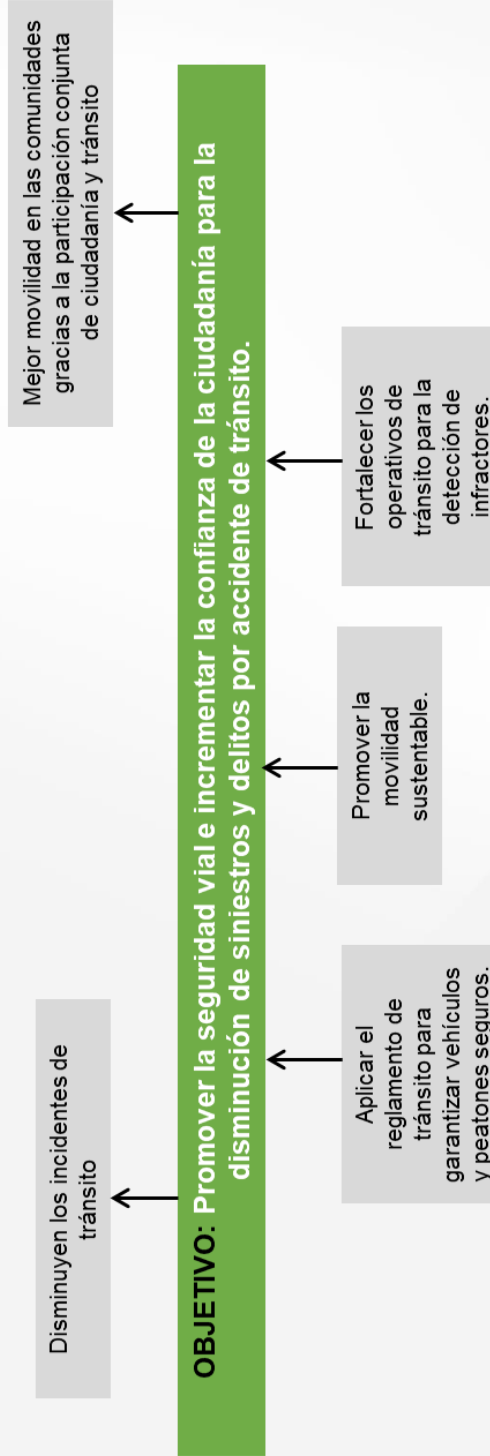 Disminuyen los incidentes de
tránsito
Mejor movilidad en las comunidades
gracias a la participación conjunta
de ciudadanía y tránsito
OBJETIVO: Promover la seguridad vial e incrementar la confianza de la ciudadanía para la
disminución de siniestros y delitos por accidente de tránsito.
Aplicar el
reglamento de
tránsito para
garantizar vehículos
y peatones seguros.
Promover la
movilidad
sustentable.
Fortalecer los
operativos de
tránsito para la
detección de
infractores.